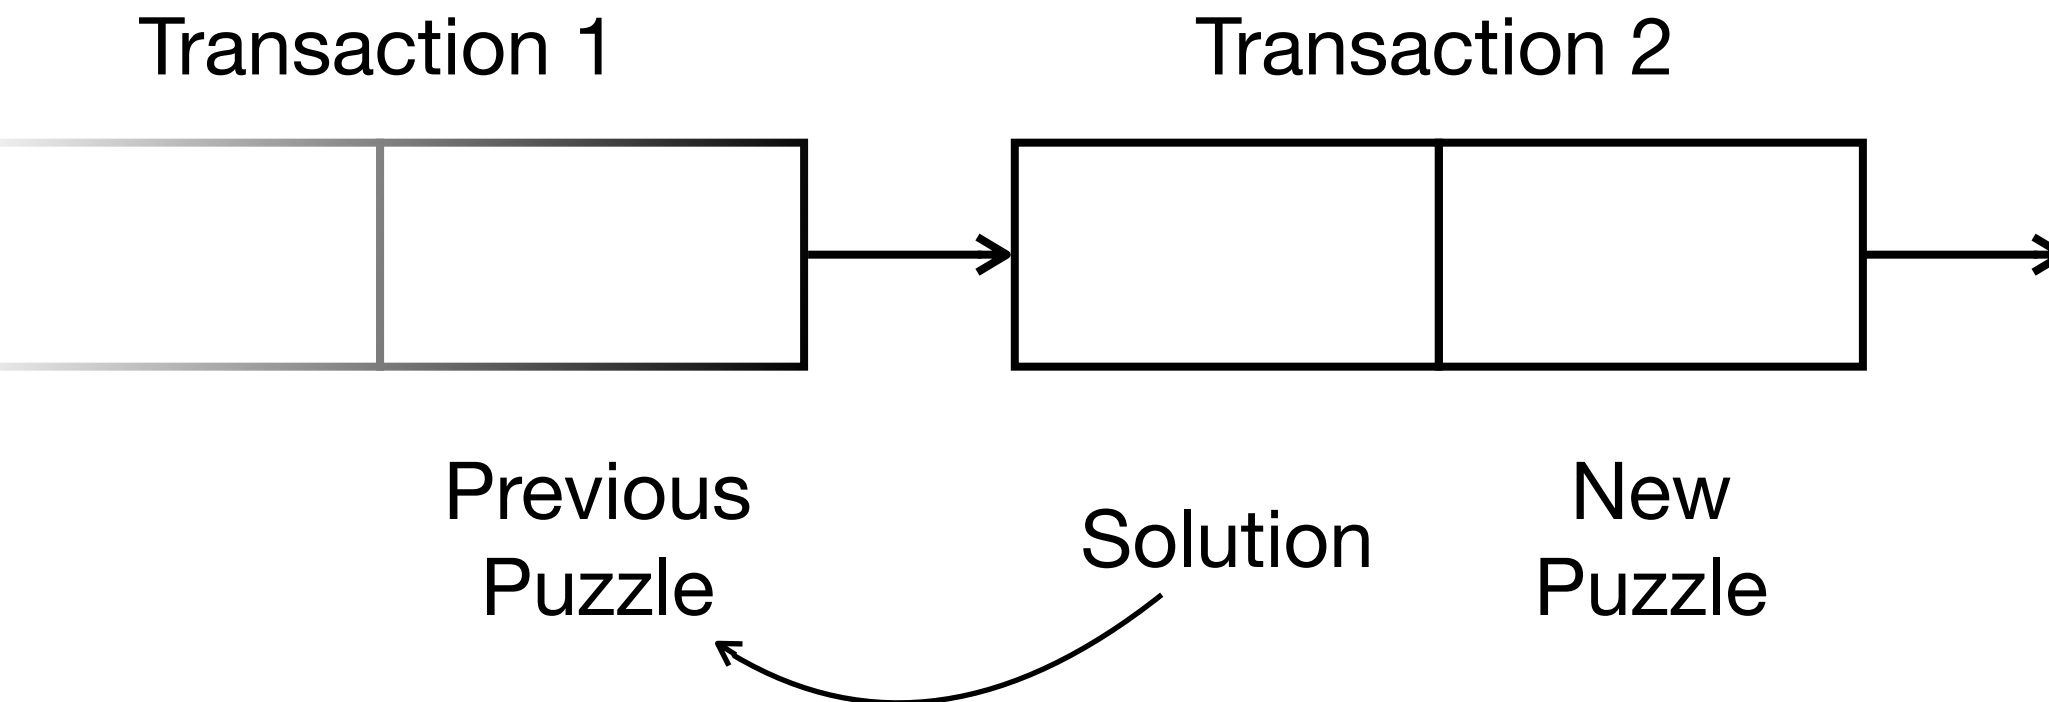 Transaction 1
Transaction 2
Previous
Puzzle
Solution
New
Puzzle